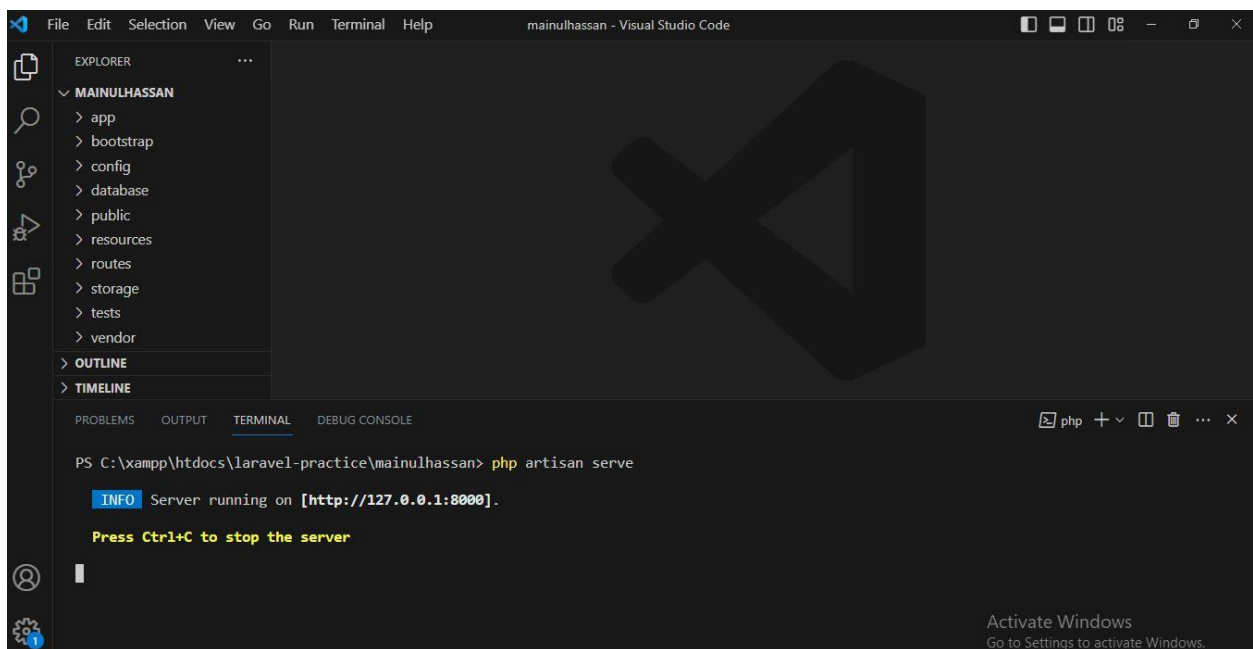 File Edit Selection View Go Run Terminal Help mainulhassan - Visual Studio Code
EXPLORER ...
MAINULHASSAN
app
bootstrap
config
database
public
resources
routes
storage
tests
vendor
OUTLINE
TIMELINE
PROBLEMS OUTPUT TERMINAL DEBUG CONSOLE php
PS C:\xampp\htdocs\laravel-practice\mainulhassan> php artisan serve
INFO Server running on [http://127.0.0.1:8000].
Press Ctrl+C to stop the server
1
Activate Windows
Go to Settings to activate Windows.